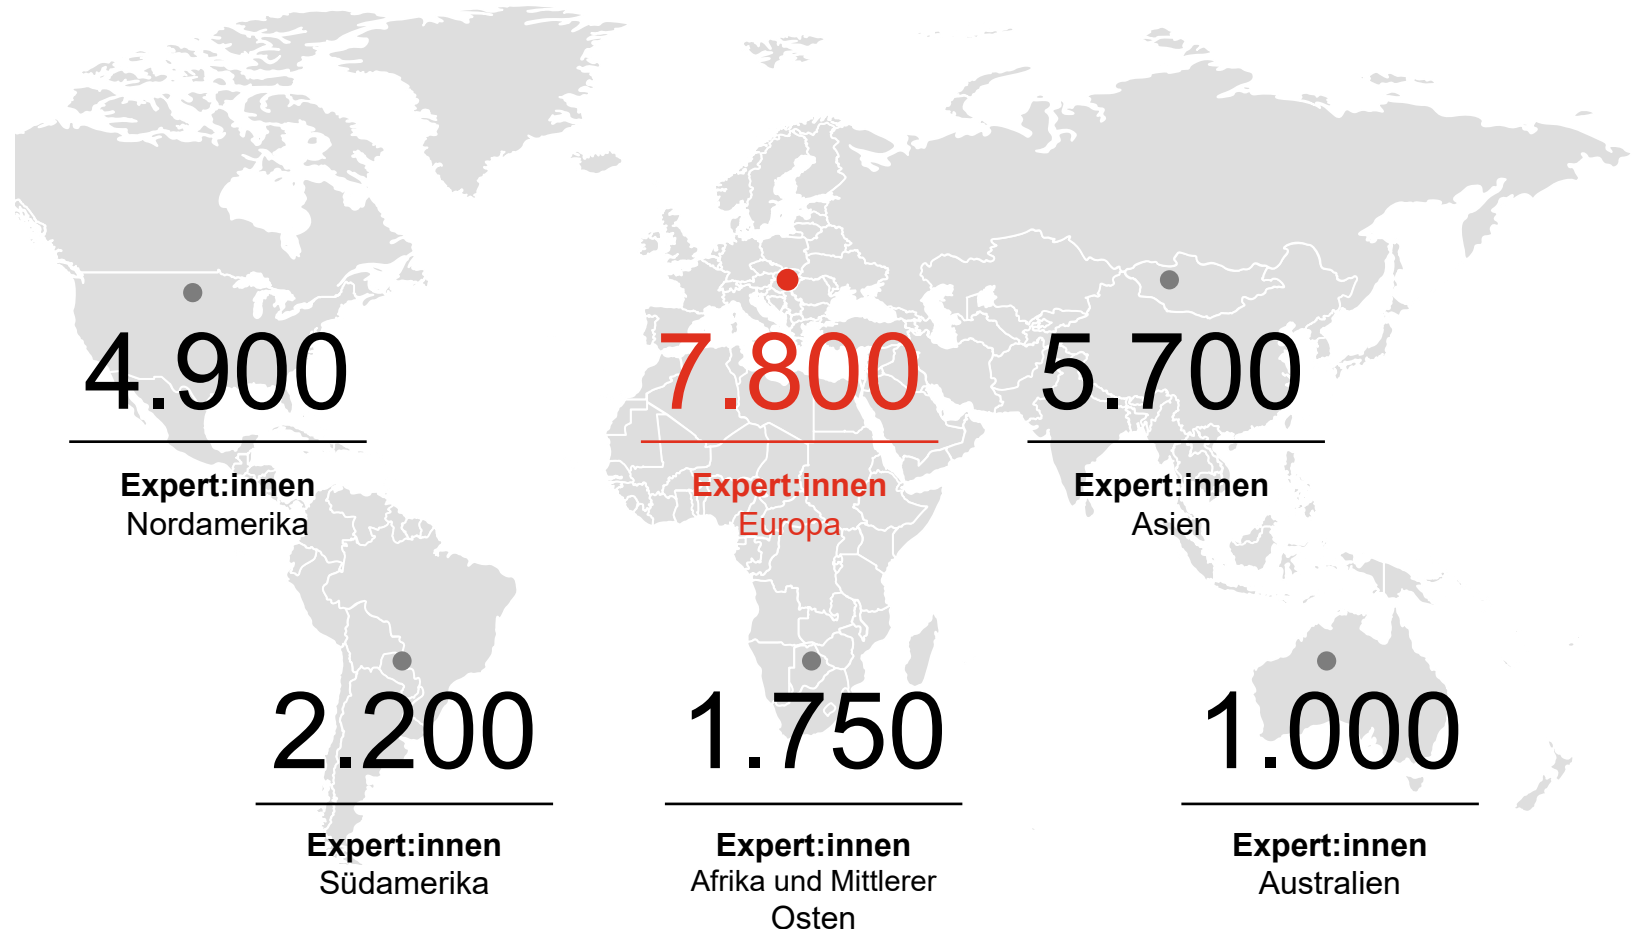 4.900
Expert:innen
Nordamerika
7.800
Expert:innen
Europa
5.700
Expert:innen
Asien
2.200
Expert:innen
Südamerika
1.750
Expert:innen
Afrika und Mittlerer
Osten
1.000
Expert:innen
Australien